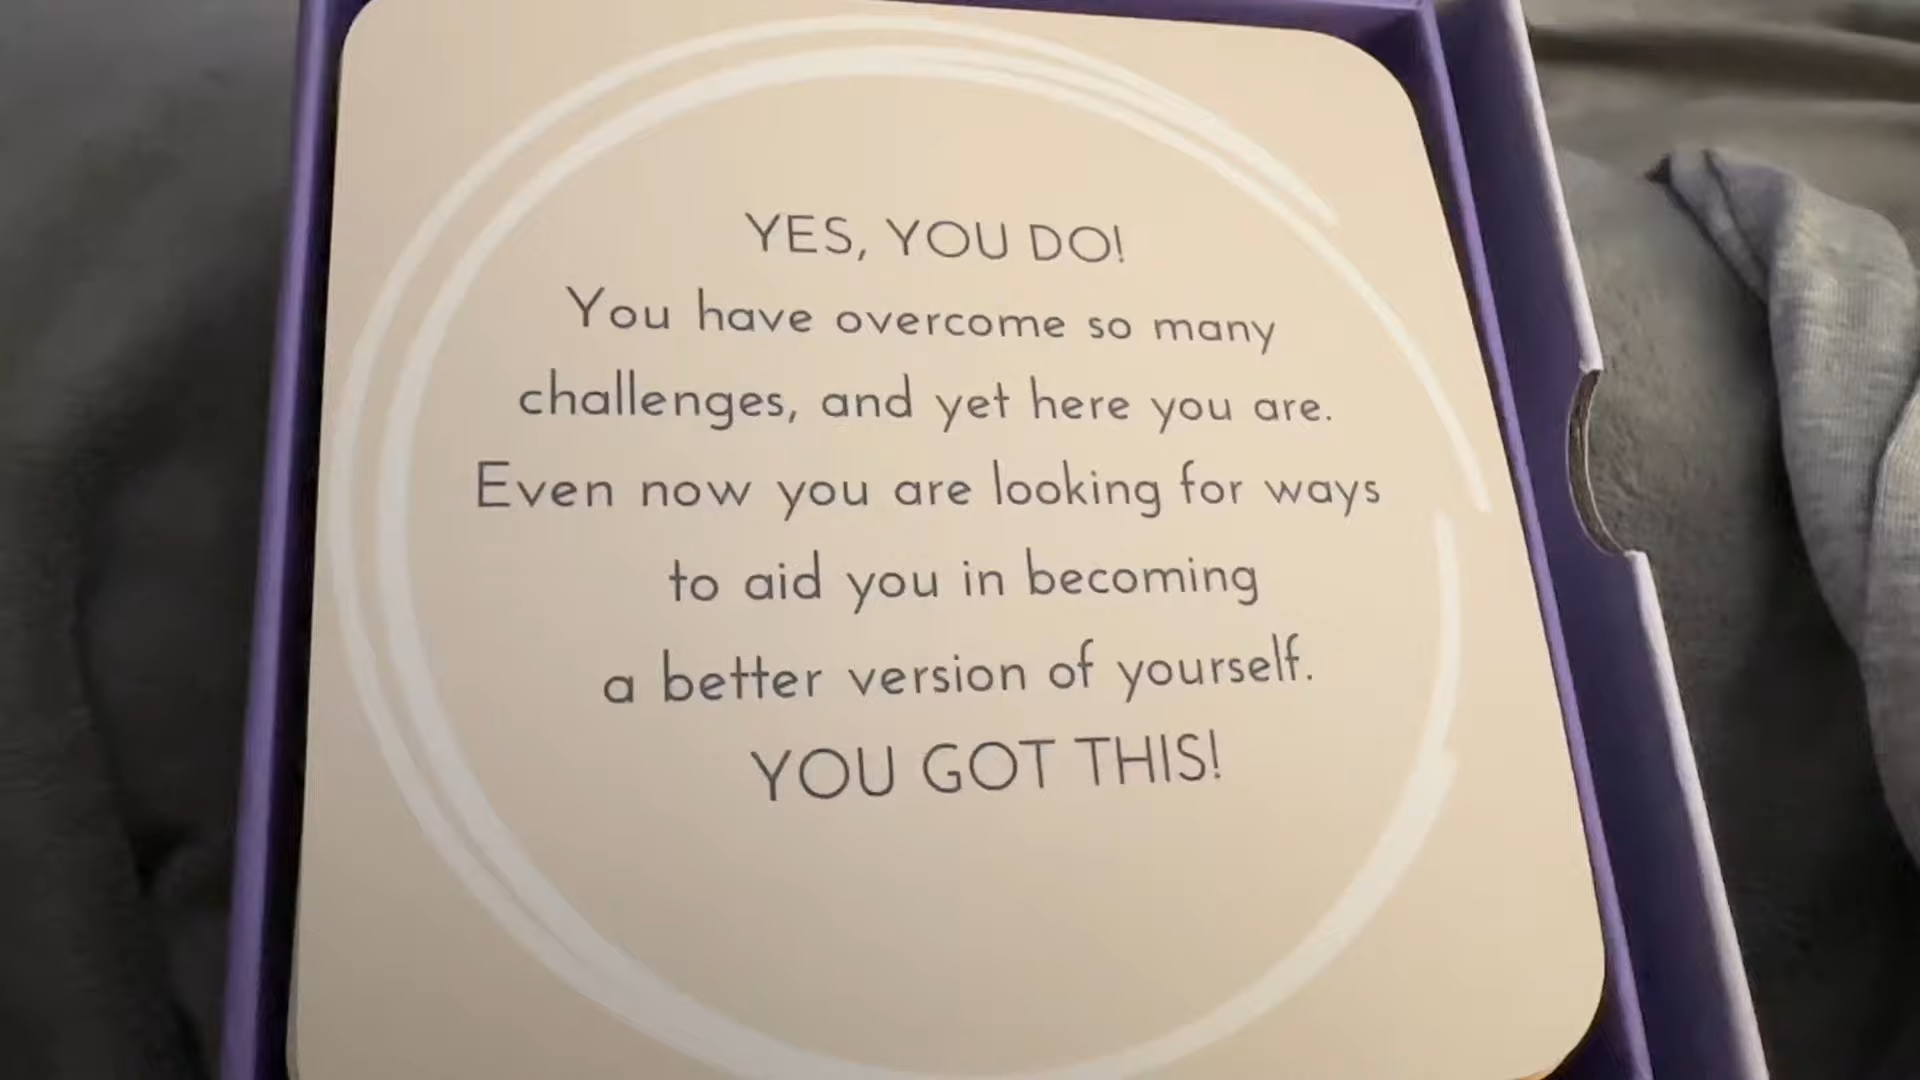 YES, YOU DO!
You have overcome so many
challenges, and yet here you are.
Even now you are looking for ways
to aid you in becoming
a better version of yourself.
YOU GOT THIS!